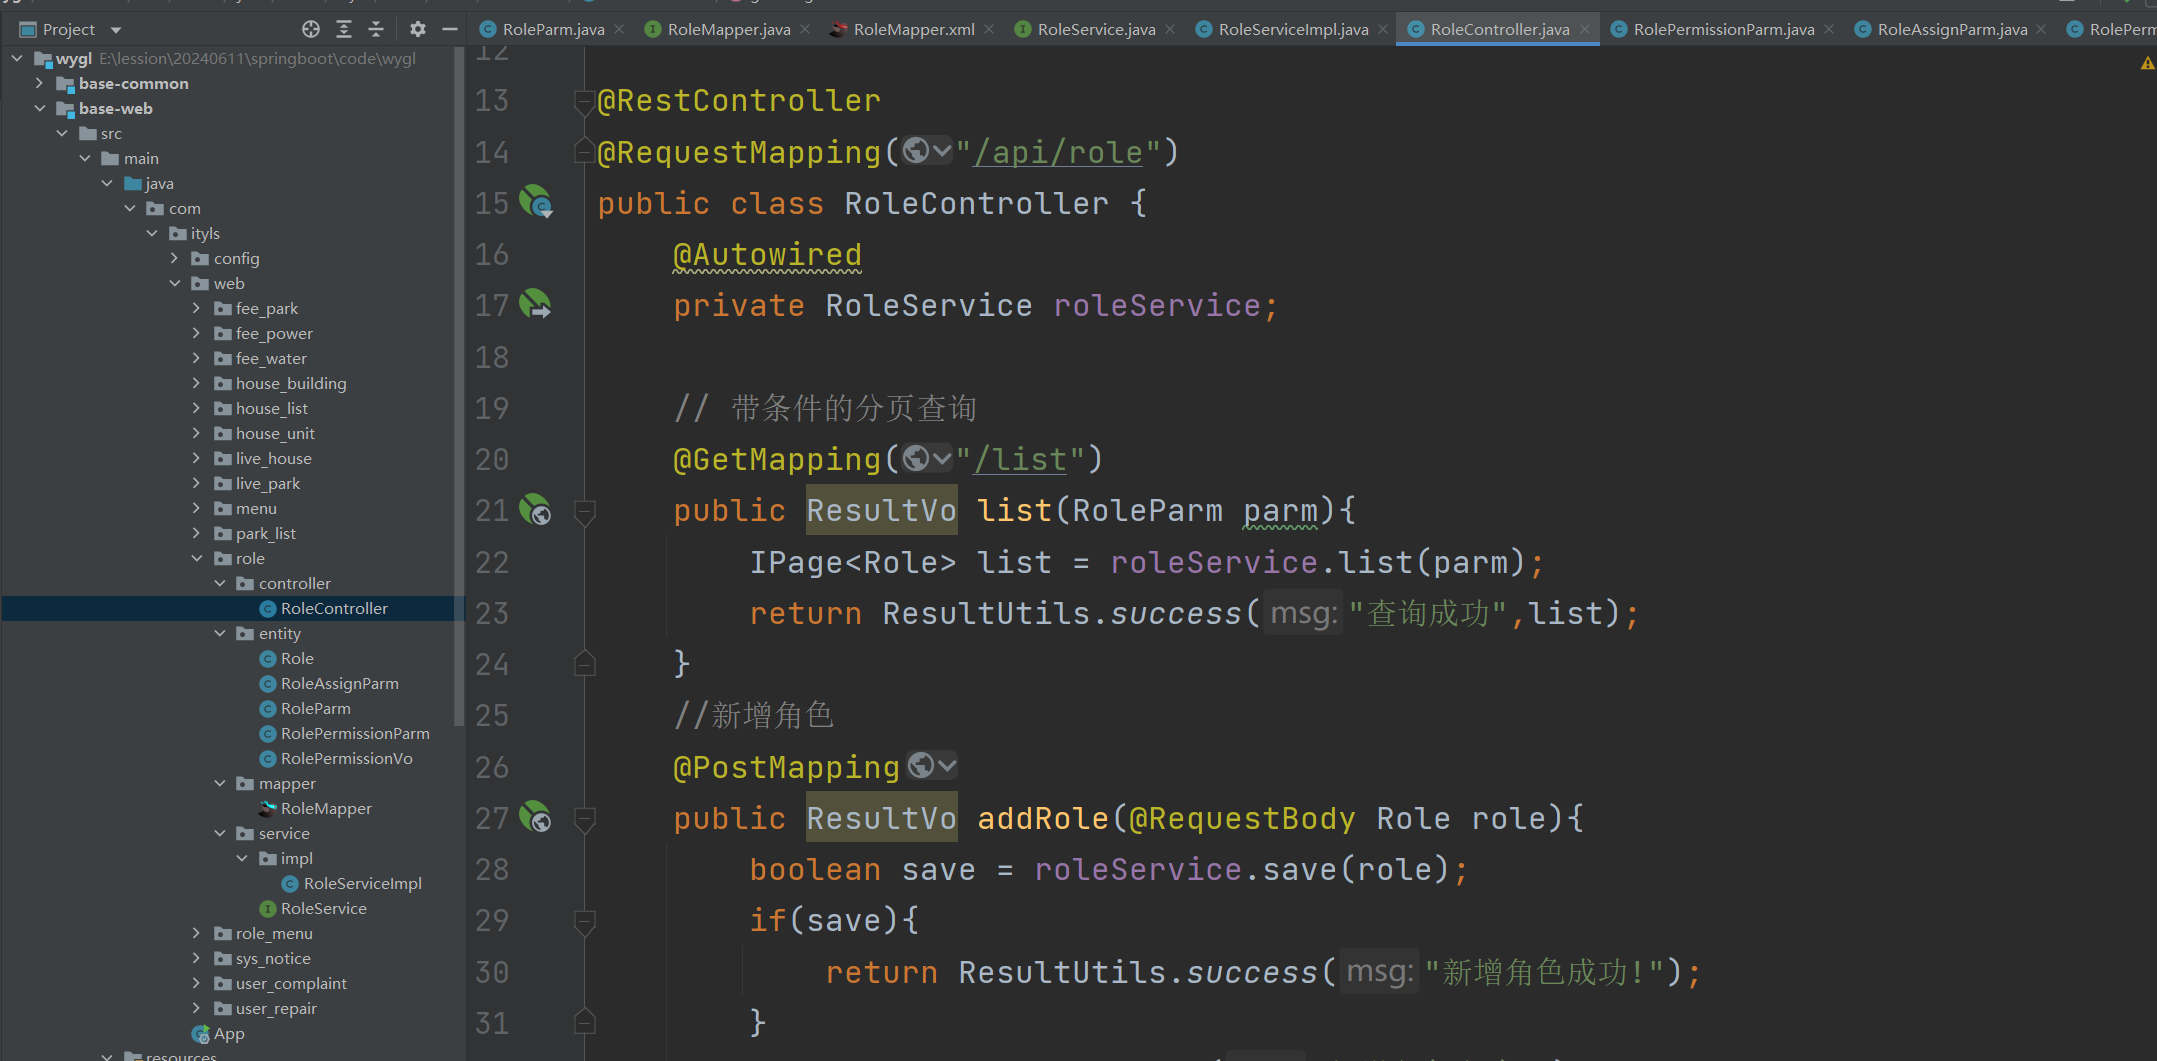 Project
RoleParm.java
RoleMapper.java
RoleMapper.xml
RoleService.java
RoleServiceImpl.java
RoleController.java
RolePermissionParm.java
RoleAssignParm.java
RolePerm
wygl E:\lession\20240611\springboot\code\wygl
base-common
base-web
src
main
java
com
ityls
config
web
fee_park
fee_power
fee_water
house_building
house_list
house_unit
live_house
live_park
menu
park_list
role
controller
RoleController
entity
Role
RoleAssignParm
RoleParm
RolePermissionParm
RolePermissionVo
mapper
RoleMapper
service
impl
RoleServiceImpl
RoleService
role_menu
sys_notice
user_complaint
user_repair
App
resources
12
13 @RestController
14 @RequestMapping("/api/role")
15 public class RoleController {
16 @Autowired
17 private RoleService roleService;
18
19 // 带条件的分页查询
20 @GetMapping("/list")
21 public ResultVo list(RoleParm parm){
22 IPage<Role> list = roleService.list(parm);
23 return ResultUtils.success( msg: "查询成功",list);
24 }
25 //新增角色
26 @PostMapping
27 public ResultVo addRole(@RequestBody Role role){
28 boolean save = roleService.save(role);
29 if(save){
30 return ResultUtils.success( msg: "新增角色成功!");
31 }